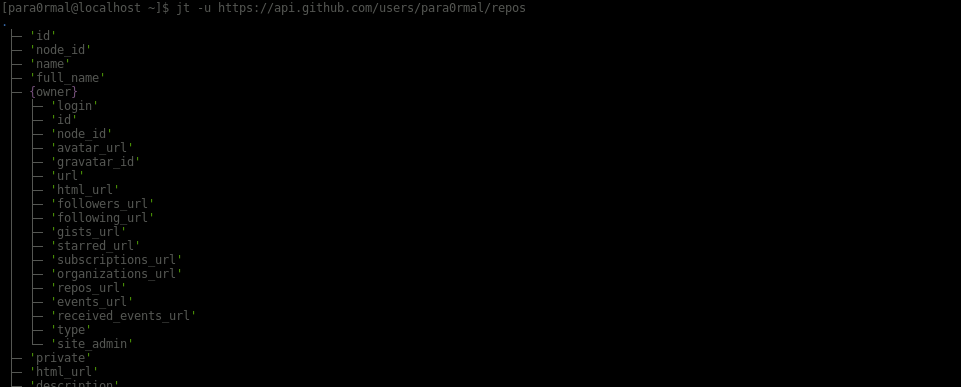 [para0rmal@localhost ~]$ jt -u https://api.github.com/users/para0rmal/repos
.
├─ 'id'
├─ 'node_id'
├─ 'name'
├─ 'full_name'
├─ {owner}
│  ├─ 'login'
│  ├─ 'id'
│  ├─ 'node_id'
│  ├─ 'avatar_url'
│  ├─ 'gravatar_id'
│  ├─ 'url'
│  ├─ 'html_url'
│  ├─ 'followers_url'
│  ├─ 'following_url'
│  ├─ 'gists_url'
│  ├─ 'starred_url'
│  ├─ 'subscriptions_url'
│  ├─ 'organizations_url'
│  ├─ 'repos_url'
│  ├─ 'events_url'
│  ├─ 'received_events_url'
│  ├─ 'type'
│  └─ 'site_admin'
├─ 'private'
├─ 'html_url'
├─ 'description'